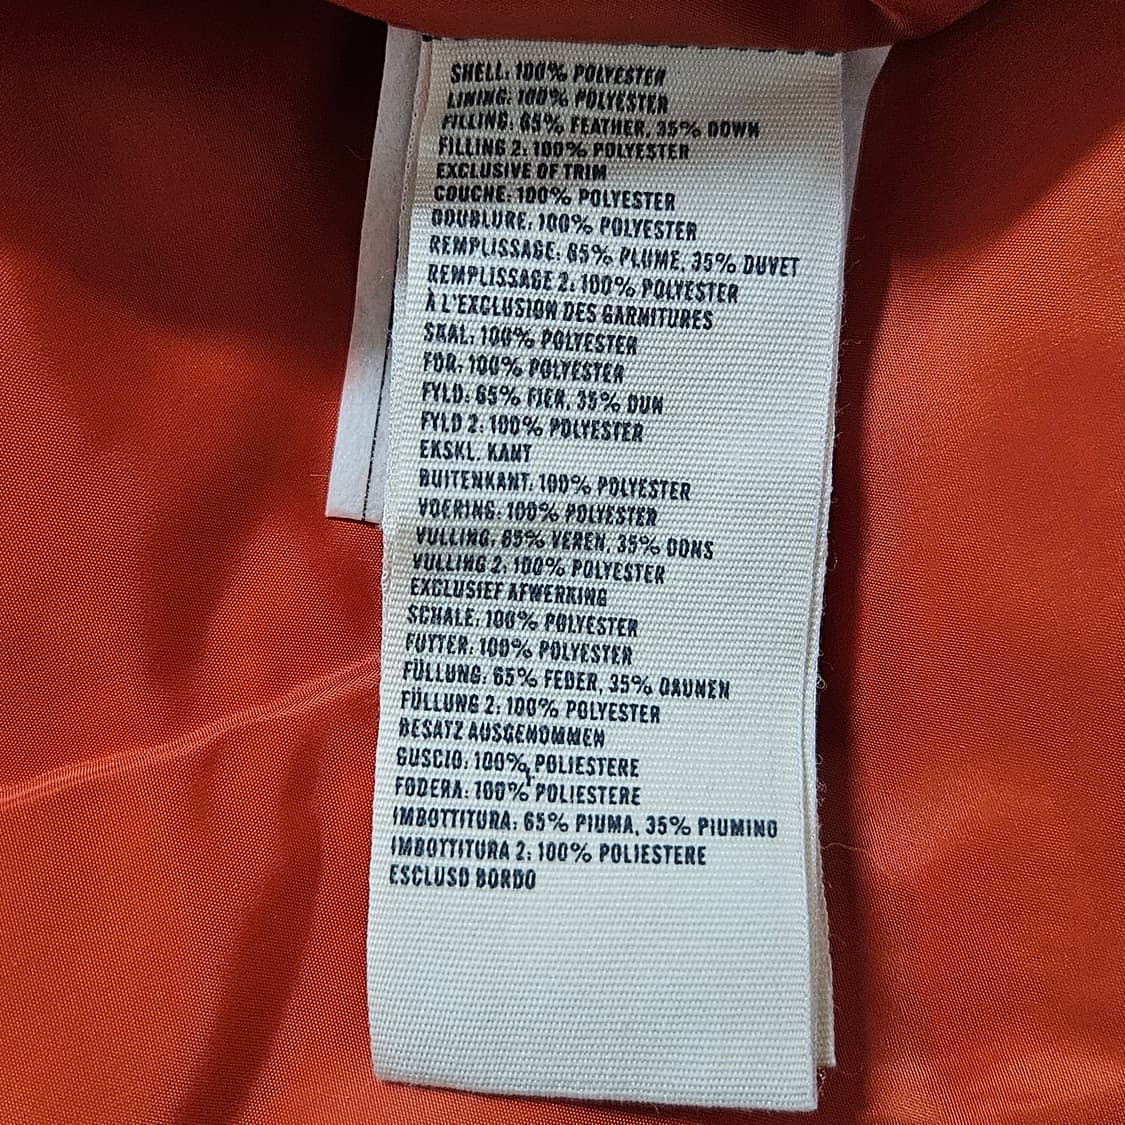 SHELL: 100% POLYESTER
LINING: 100% POLYESTER
FILLING: 65% FEATHER, 35% DOWN
FILLING 2: 100% POLYESTER
EXCLUSIVE OF TRIM
COUCHE: 100% POLYESTER
DOUBLURE: 100% POLYESTER
REMPLISSAGE: 65% PLUME, 35% DUVET
REMPLISSAGE 2: 100% POLYESTER
À L'EXCLUSION DES GARNITURES
SKAL: 100% POLYESTER
FOR: 100% POLYESTER
FYLD: 65% FJER, 35% DUN
FYLD 2: 100% POLYESTER
EKSKL. KANT
BUITENKANT: 100% POLYESTER
VOERING: 100% POLYESTER
VULLING: 65% VEREN, 35% DONS
VULLING 2: 100% POLYESTER
EXCLUSIEF AFWERKING
SCHALE: 100% POLYESTER
FUTTER: 100% POLYESTER
FÜLLUNG: 65% FEDER, 35% DAUNEN
FÜLLUNG 2: 100% POLYESTER
BESATZ AUSGENOMMEN
GUSCIO: 100% POLIESTERE
FODERA: 100% POLIESTERE
IMBOTTITURA: 65% PIUMA, 35% PIUMINO
IMBOTTITURA 2: 100% POLIESTERE
ESCLUSO BORDO